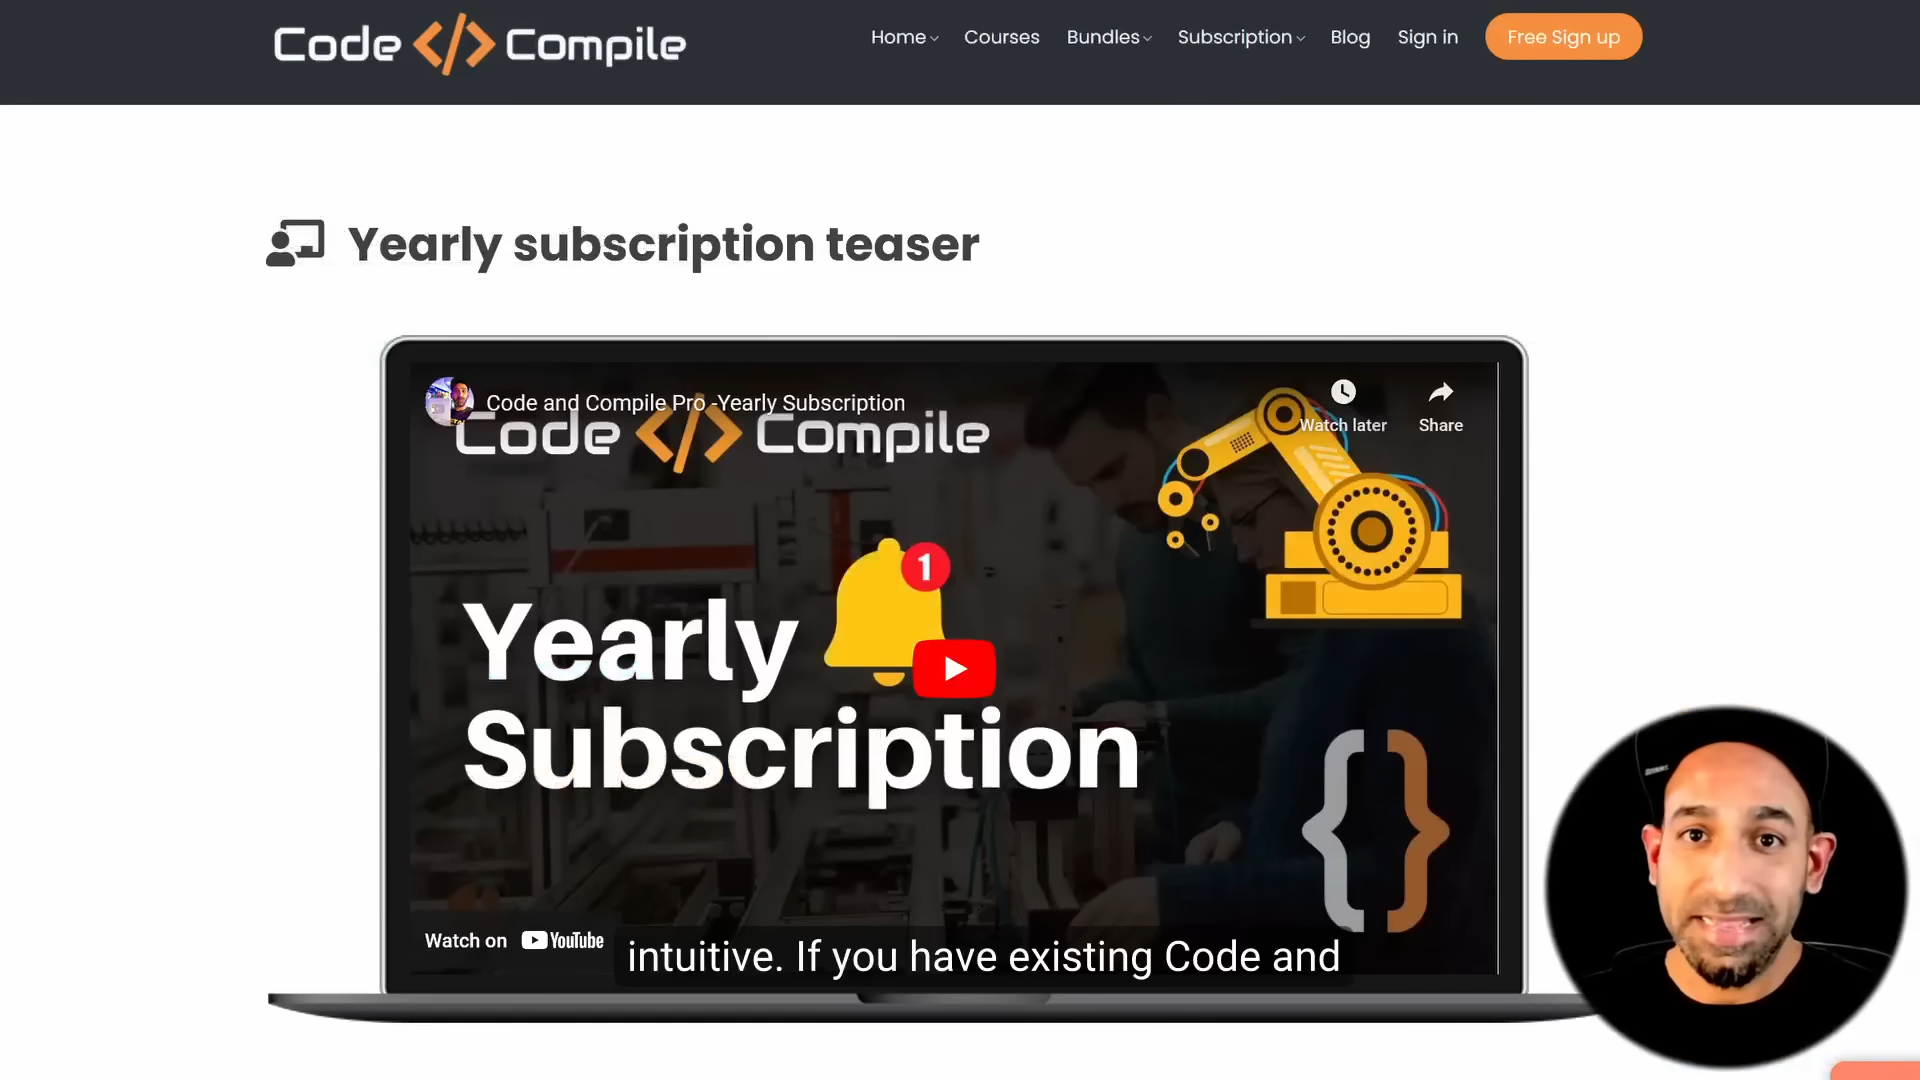 Code </> Compile
Home Courses Bundles Subscription Blog Sign in Free Sign up
Yearly subscription teaser
Code and Compile Pro -Yearly Subscription
Watch later Share
Code </> Compile
1
Yearly
Subscription
{ }
Watch on YouTube
intuitive. If you have existing Code and